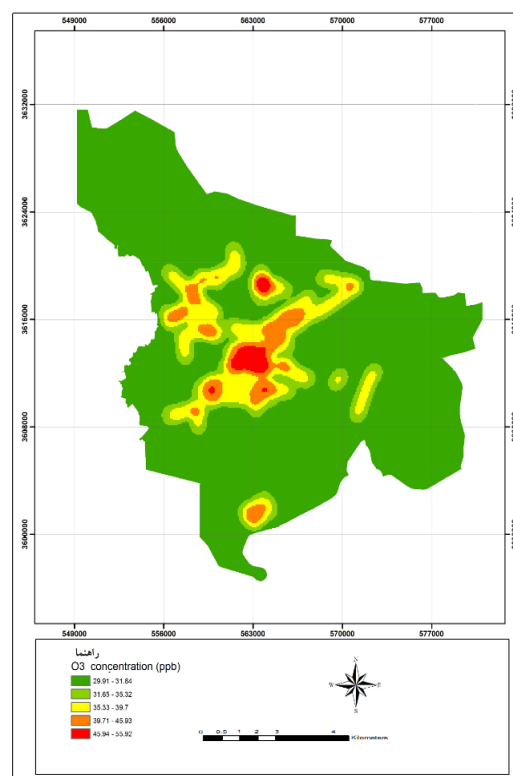 549000 556000 563000 570000 577000
3632000
3624000
3616000
3608000
3600000
549000 556000 563000 570000 577000
راهنما
O3 concentration (ppb)
29.91 - 31.64
31.65 - 35.32
35.33 - 39.7
39.71 - 45.93
45.94 - 55.92
N
W E
S
0 0.5 1 2 3 4
Kilometers